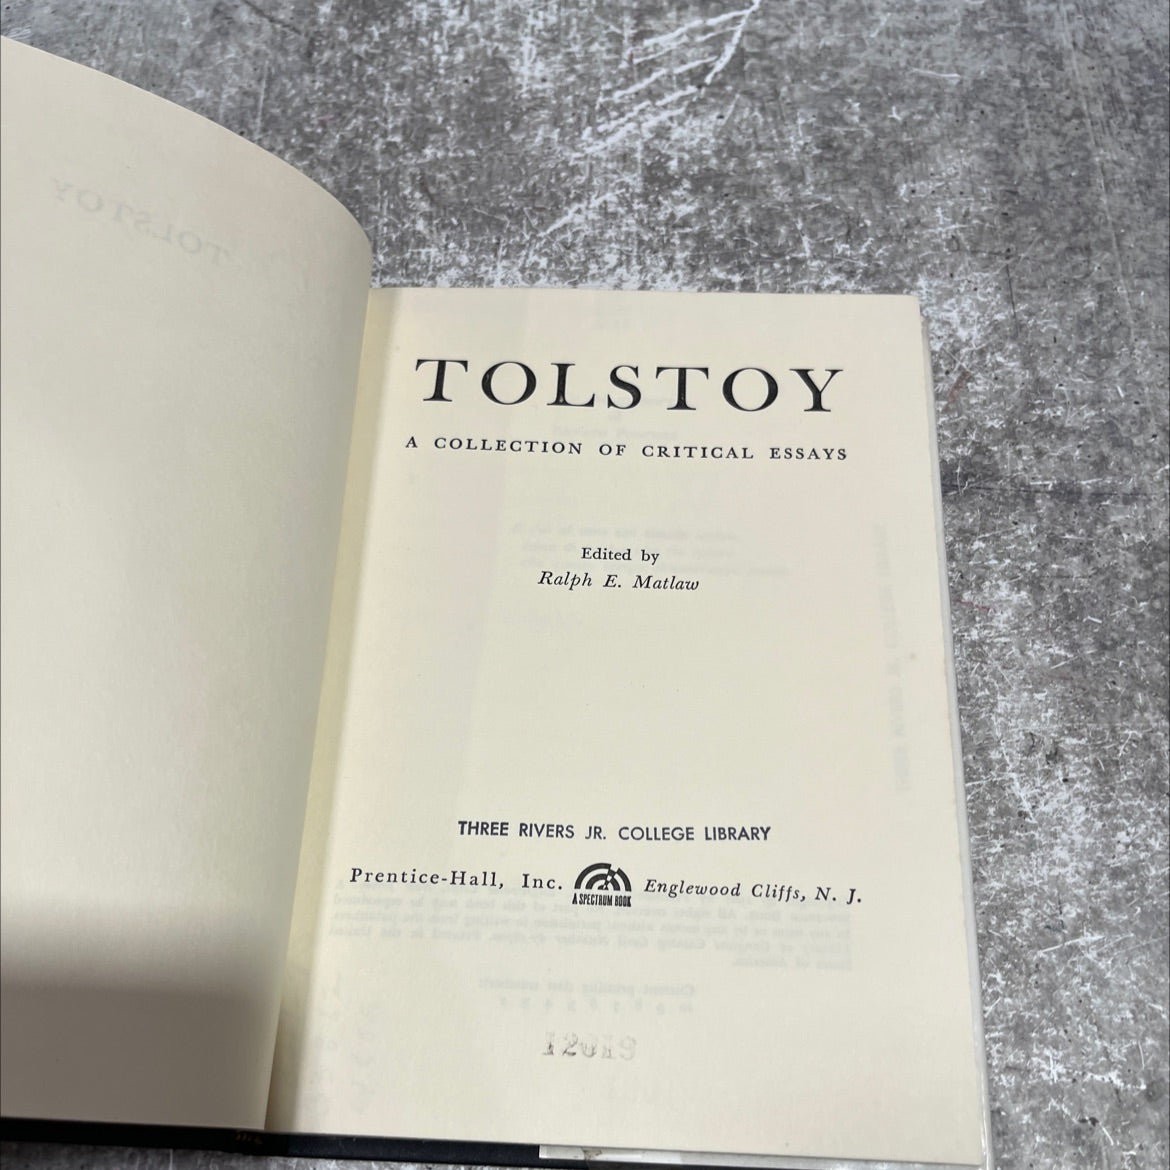 TOLSTOY
TOLSTOY
A COLLECTION OF CRITICAL ESSAYS
Edited by
Ralph E. Matlaw
THREE RIVERS JR. COLLEGE LIBRARY
Prentice-Hall, Inc. A SPECTRUM BOOK Englewood Cliffs, N. J.